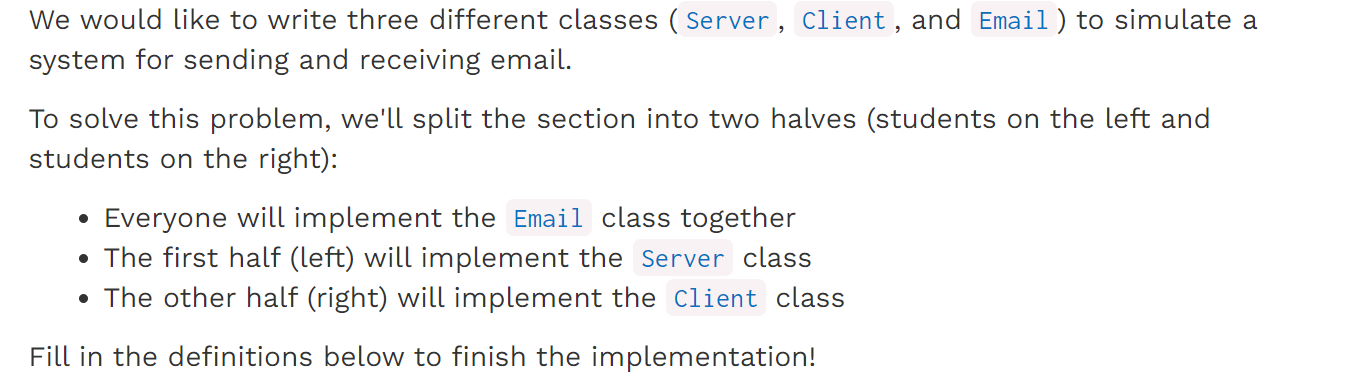 We would like to write three different classes (Server, Client, and Email) to simulate a
system for sending and receiving email.
To solve this problem, we'll split the section into two halves (students on the left and
students on the right):
• Everyone will implement the Email class together
• The first half (left) will implement the Server class
• The other half (right) will implement the Client class
Fill in the definitions below to finish the implementation!